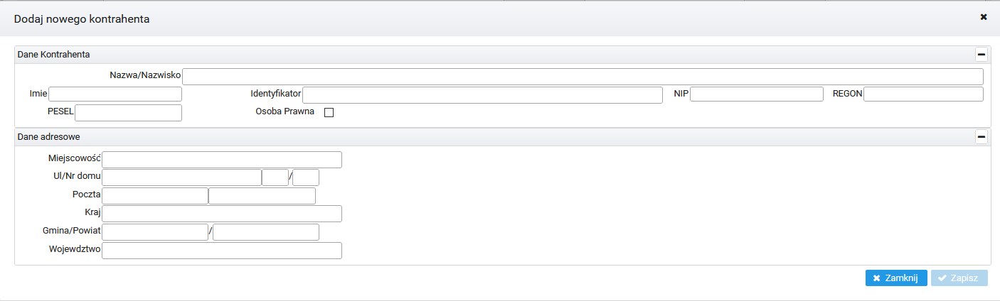 Dodaj nowego kontrahenta
Dane Kontrahenta
Nazwa/Nazwisko
Imie Identyfikator NIP REGON
PESEL Osoba Prawna
Dane adresowe
Miejscowość
Ul/Nr domu /
Poczta
Kraj
Gmina/Powiat /
Wojewdztwo
Zamknij Zapisz